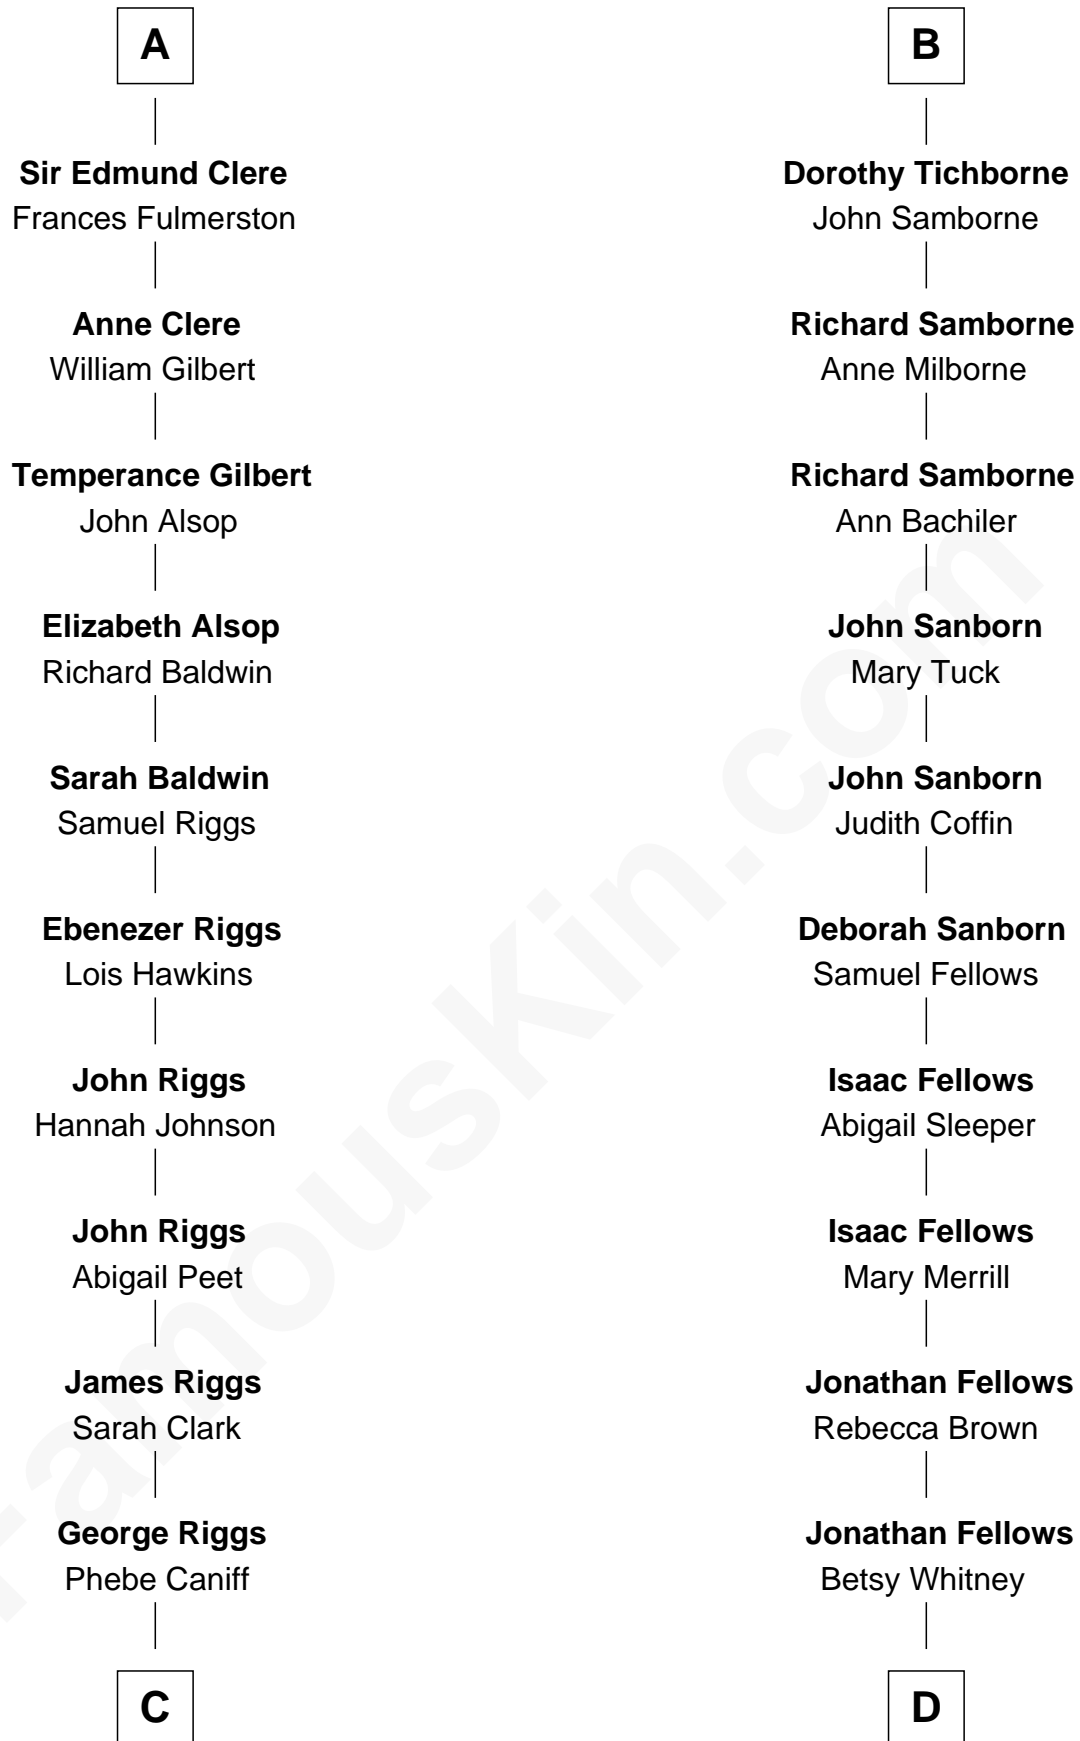 A
Sir Edmund Clere
Frances Fulmerston
Anne Clere
William Gilbert
Temperance Gilbert
John Alsop
Elizabeth Alsop
Richard Baldwin
Sarah Baldwin
Samuel Riggs
Ebenezer Riggs
Lois Hawkins
John Riggs
Hannah Johnson
John Riggs
Abigail Peet
James Riggs
Sarah Clark
George Riggs
Phebe Caniff
C
B
Dorothy Tichborne
John Samborne
Richard Samborne
Anne Milborne
Richard Samborne
Ann Bachiler
John Sanborn
Mary Tuck
John Sanborn
Judith Coffin
Deborah Sanborn
Samuel Fellows
Isaac Fellows
Abigail Sleeper
Isaac Fellows
Mary Merrill
Jonathan Fellows
Rebecca Brown
Jonathan Fellows
Betsy Whitney
D
FamousKin.com